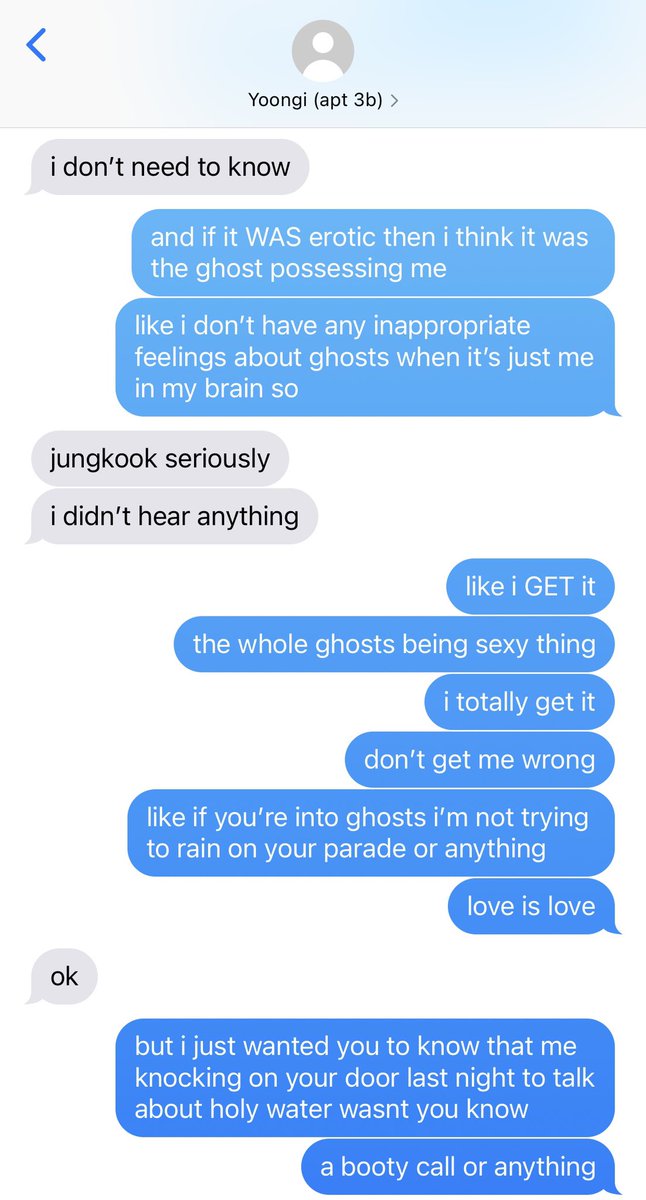 Yoongi (apt 3b)
i don’t need to know
and if it WAS erotic then i think it was
the ghost possessing me
like i don’t have any inappropriate
feelings about ghosts when it’s just me
in my brain so
jungkook seriously
i didn’t hear anything
like i GET it
the whole ghosts being sexy thing
i totally get it
don’t get me wrong
like if you’re into ghosts i’m not trying
to rain on your parade or anything
love is love
ok
but i just wanted you to know that me
knocking on your door last night to talk
about holy water wasnt you know
a booty call or anything